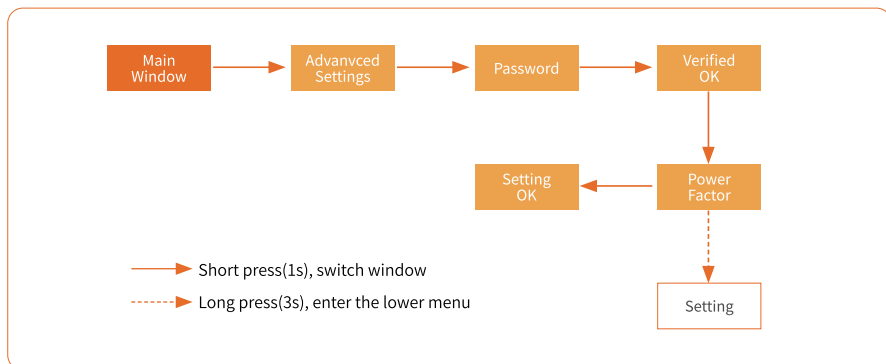 Main
Window
Advanvced
Settings
Password
Verified
OK
Setting
OK
Power
Factor
Short press(1s), switch window
Long press(3s), enter the lower menu
Setting